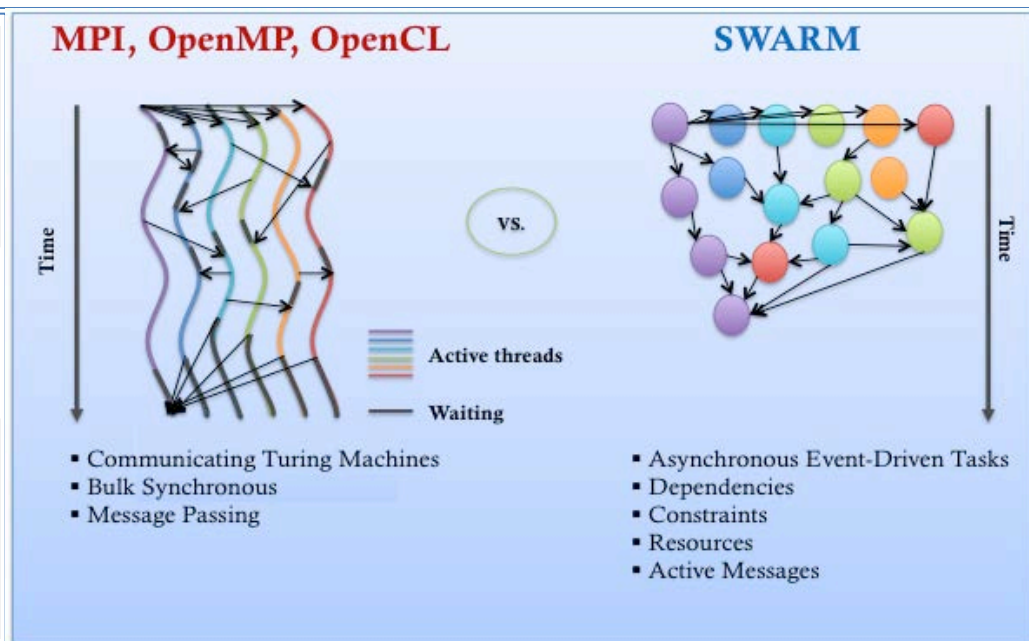 MPI, OpenMP, OpenCL
Time
vs.
Active threads
Waiting
▪ Communicating Turing Machines
▪ Bulk Synchronous
▪ Message Passing
SWARM
Time
▪ Asynchronous Event-Driven Tasks
▪ Dependencies
▪ Constraints
▪ Resources
▪ Active Messages